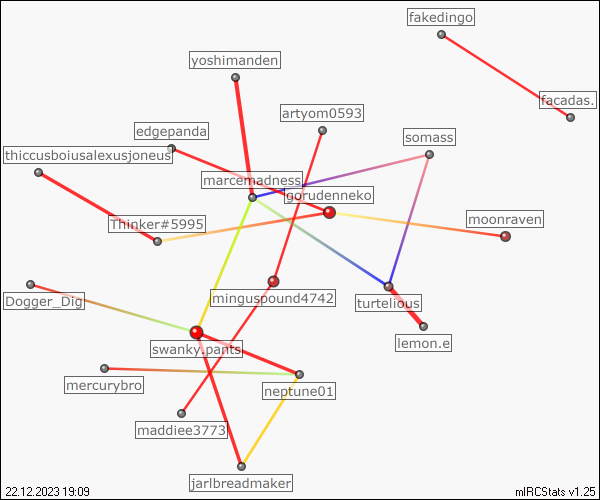 fakedingo
yoshimanden
facadas.
artyom0593
edgepanda
somass
thiccusboiusalexusjoneus
marcemadness
gorudenneko
Thinker#5995
moonraven
Dogger_Dig
minguspound4742
turtelious
lemon.e
swanky.pants
mercurybro
neptune01
maddiee3773
jarlbreadmaker
22.12.2023 19:09
mIRCStats v1.25